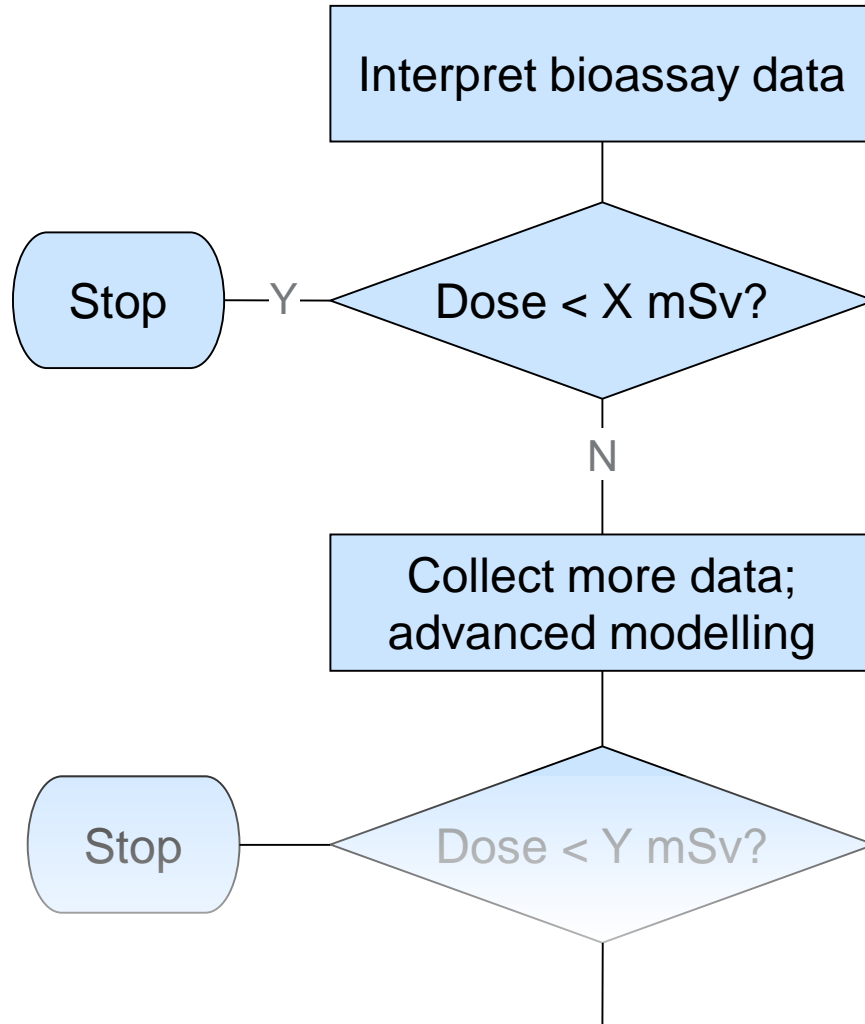 Interpret bioassay data
Stop
Y
Dose < X mSv?
N
Collect more data;
advanced modelling
Stop
Dose < Y mSv?